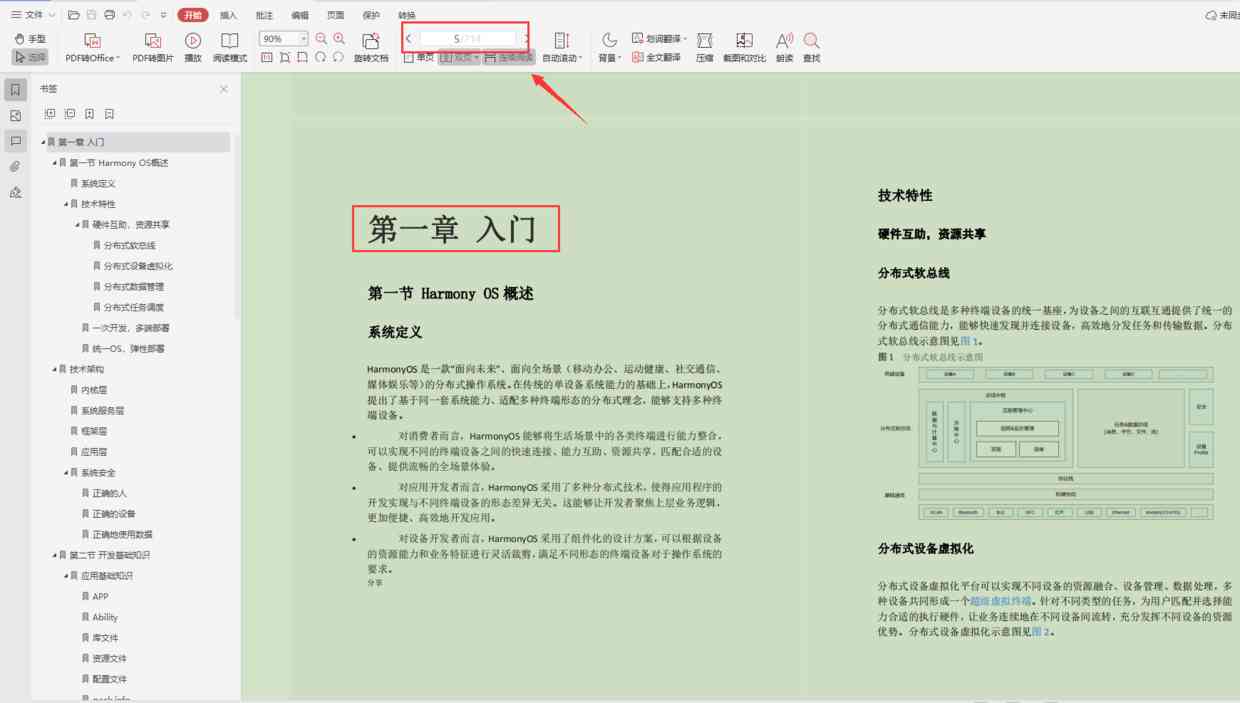 文件
开始 插入 批注 编辑 页面 保护 转换
未同步
手型
选择
PDF转Office
PDF转图片
播放
阅读模式
90%
旋转文档
5/714
单页
双页
连续阅读
自动滚动
背景
划词翻译
全文翻译
压缩
截图和对比
朗读
查找
书签
第一章 入门
第一节 Harmony OS概述
系统定义
技术特性
硬件互助，资源共享
分布式软总线
分布式设备虚拟化
分布式数据管理
分布式任务调度
一次开发，多端部署
统一OS，弹性部署
技术架构
内核层
系统服务层
框架层
应用层
系统安全
正确的人
正确的设备
正确地使用数据
第二节 开发基础知识
应用基础知识
APP
Ability
库文件
资源文件
配置文件
pack.info
第一章 入门
第一节 Harmony OS 概述
系统定义
HarmonyOS 是一款“面向未来”、面向全场景（移动办公、运动健康、社交通信、
媒体娱乐等）的分布式操作系统。在传统的单设备系统能力的基础上，HarmonyOS
提出了基于同一套系统能力、适配多种终端形态的分布式理念，能够支持多种终
端设备。
• 对消费者而言，HarmonyOS 能够将生活场景中的各类终端进行能力整合，
可以实现不同的终端设备之间的快速连接、能力互助、资源共享，匹配合适的设
备、提供流畅的全场景体验。
• 对应用开发者而言，HarmonyOS 采用了多种分布式技术，使得应用程序的
开发实现与不同终端设备的形态差异无关。这能够让开发者聚焦上层业务逻辑，
更加便捷、高效地开发应用。
• 对设备开发者而言，HarmonyOS 采用了组件化的设计方案，可以根据设备
的资源能力和业务特征进行灵活裁剪，满足不同形态的终端设备对于操作系统的
要求。
分享
技术特性
硬件互助，资源共享
分布式软总线
分布式软总线是多种终端设备的统一基座，为设备之间的互联互通提供了统一的
分布式通信能力，能够快速发现并连接设备，高效地分发任务和传输数据。分布
式软总线示意图见图 1。
图 1 分布式软总线示意图
分布式设备虚拟化
分布式设备虚拟化平台可以实现不同设备的资源融合、设备管理、数据处理，多
种设备共同形成一个超级虚拟终端。针对不同类型的任务，为用户匹配并选择能
力合适的执行硬件，让业务连续地在不同设备间流转，充分发挥不同设备的资源
优势。分布式设备虚拟化示意图见图 2。